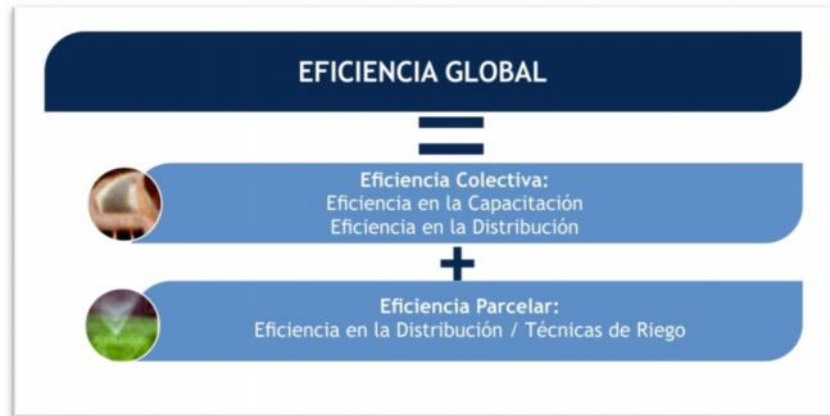 EFICIENCIA GLOBAL
=
Eficiencia Colectiva:
Eficiencia en la Capacitación
Eficiencia en la Distribución
+
Eficiencia Parcelar:
Eficiencia en la Distribución / Técnicas de Riego